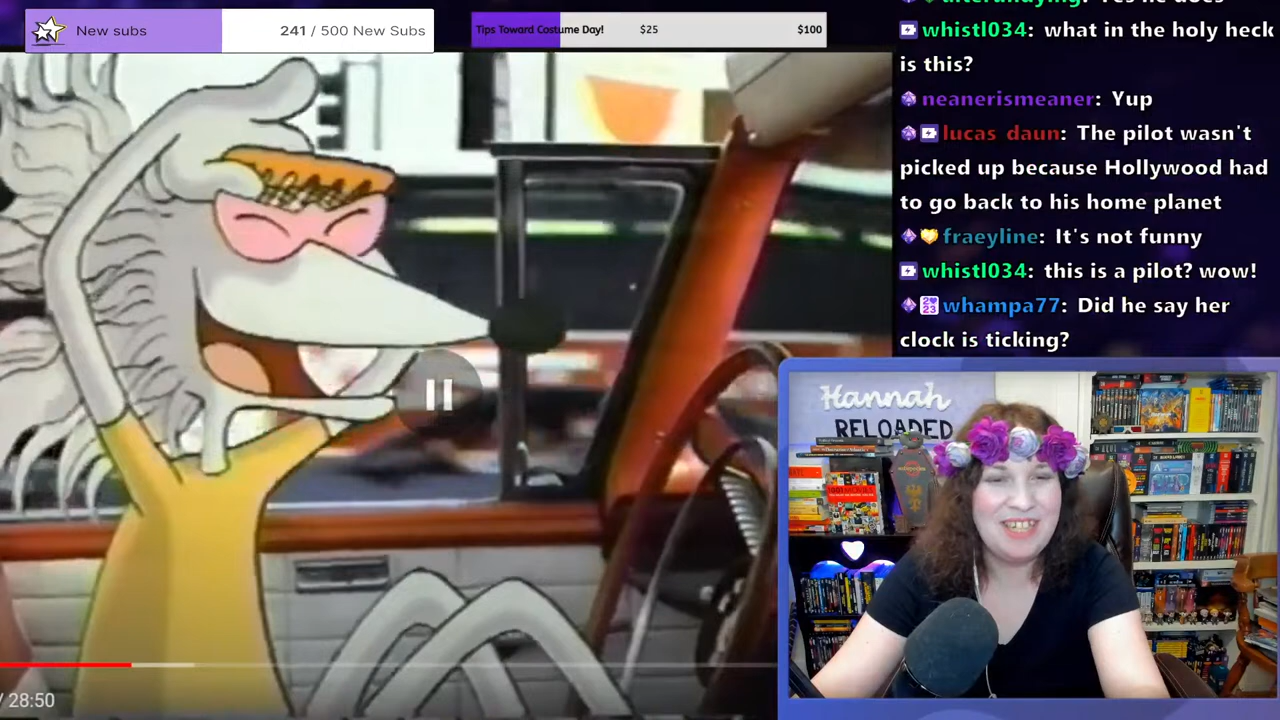 New subs
241 / 500 New Subs
Tips Toward Costume Day!
$25
$100
whistl034: what in the holy heck
is this?
neanerismeaner: Yup
lucas_daun: The pilot wasn't
picked up because Hollywood had
to go back to his home planet
fraeyline: It's not funny
whistl034: this is a pilot? wow!
whampa77: Did he say her
clock is ticking?
Hannah
RELOADED
/ 28:50